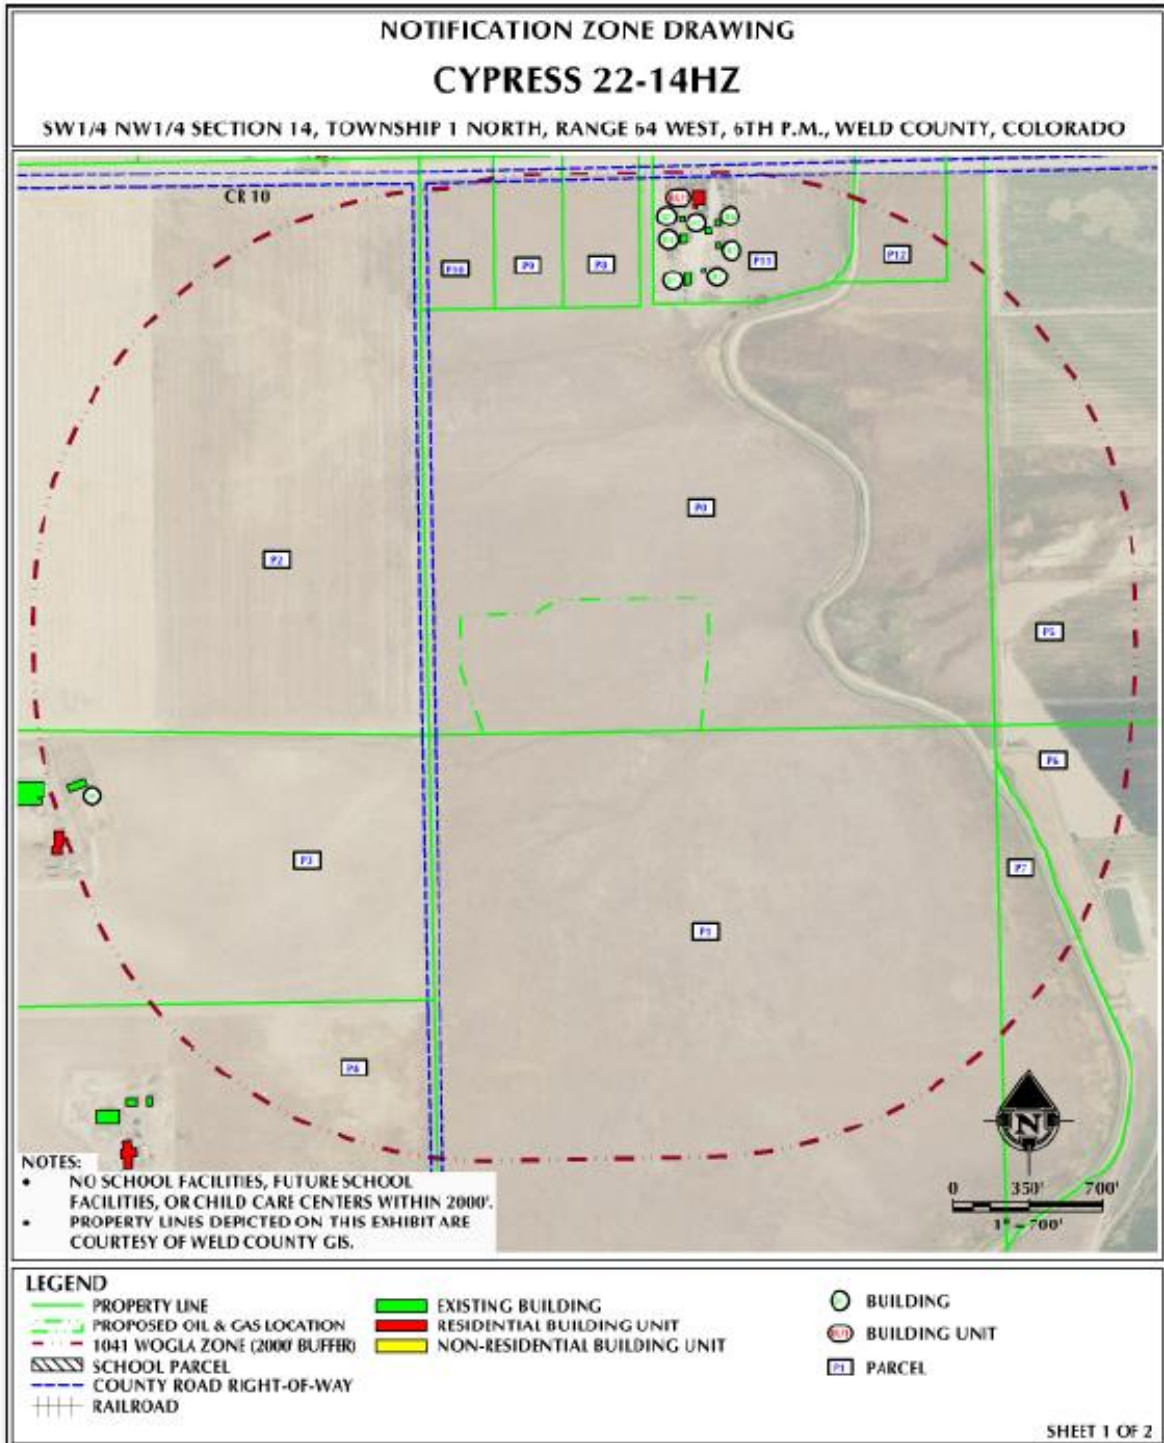 NOTIFICATION ZONE DRAWING
CYPRESS 22-14HZ
SW1/4 NW1/4 SECTION 14, TOWNSHIP 1 NORTH, RANGE 64 WEST, 6TH P.M., WELD COUNTY, COLORADO
CR 10
P10
P9
P11
P12
P2
P5
P6
P3
P7
P1
N
0 350' 700'
1" = 700'
NOTES:
• NO SCHOOL FACILITIES, FUTURE SCHOOL
FACILITIES, OR CHILD CARE CENTERS WITHIN 2000'.
• PROPERTY LINES DEPICTED ON THIS EXHIBIT ARE
COURTESY OF WELD COUNTY GIS.
LEGEND
PROPERTY LINE
PROPOSED OIL & GAS LOCATION
1041 WOGLA ZONE (2000' BUFFER)
SCHOOL PARCEL
COUNTY ROAD RIGHT-OF-WAY
RAILROAD
EXISTING BUILDING
RESIDENTIAL BUILDING UNIT
NON-RESIDENTIAL BUILDING UNIT
BUILDING
BU1 BUILDING UNIT
P1 PARCEL
SHEET 1 OF 2